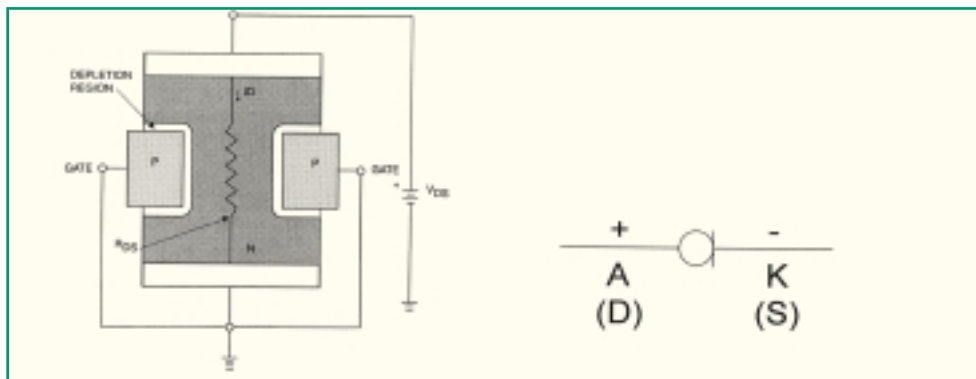 DEPLETION
REGION
ID
GATE
P
P
GATE
+
VDS
RDS
N
+
-
A
K
(D)
(S)